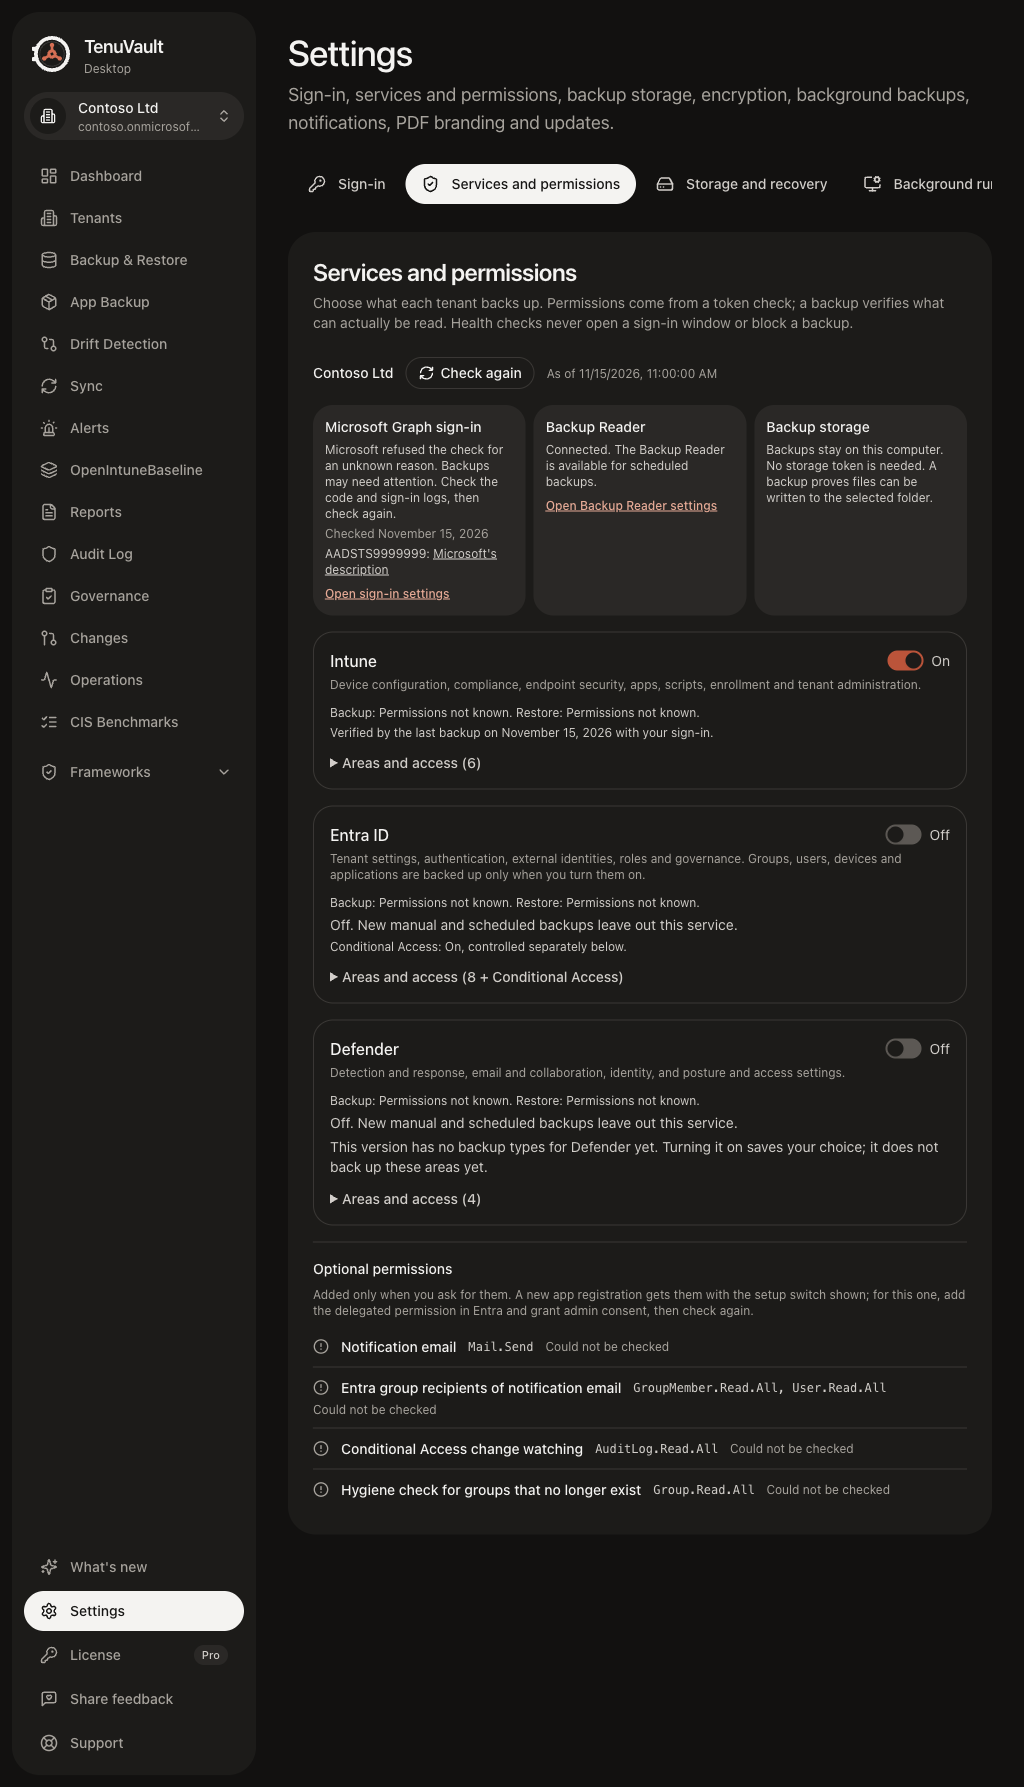 TenuVault
Desktop
Contoso Ltd
contoso.onmicrosof...
Dashboard
Tenants
Backup & Restore
App Backup
Drift Detection
Sync
Alerts
OpenIntuneBaseline
Reports
Audit Log
Governance
Changes
Operations
CIS Benchmarks
Frameworks
What's new
Settings
License
Pro
Share feedback
Support
Settings
Sign-in, services and permissions, backup storage, encryption, background backups,
notifications, PDF branding and updates.
Sign-in
Services and permissions
Storage and recovery
Background ru
Services and permissions
Choose what each tenant backs up. Permissions come from a token check; a backup verifies what
can actually be read. Health checks never open a sign-in window or block a backup.
Contoso Ltd
Check again
As of 11/15/2026, 11:00:00 AM
Microsoft Graph sign-in
Microsoft refused the check for
an unknown reason. Backups
may need attention. Check the
code and sign-in logs, then
check again.
Checked November 15, 2026
AADSTS9999999: Microsoft's
description
Open sign-in settings
Backup Reader
Connected. The Backup Reader
is available for scheduled
backups.
Open Backup Reader settings
Backup storage
Backups stay on this computer.
No storage token is needed. A
backup proves files can be
written to the selected folder.
Intune
On
Device configuration, compliance, endpoint security, apps, scripts, enrollment and tenant administration.
Backup: Permissions not known. Restore: Permissions not known.
Verified by the last backup on November 15, 2026 with your sign-in.
Areas and access (6)
Entra ID
Off
Tenant settings, authentication, external identities, roles and governance. Groups, users, devices and
applications are backed up only when you turn them on.
Backup: Permissions not known. Restore: Permissions not known.
Off. New manual and scheduled backups leave out this service.
Conditional Access: On, controlled separately below.
Areas and access (8 + Conditional Access)
Defender
Off
Detection and response, email and collaboration, identity, and posture and access settings.
Backup: Permissions not known. Restore: Permissions not known.
Off. New manual and scheduled backups leave out this service.
This version has no backup types for Defender yet. Turning it on saves your choice; it does not
back up these areas yet.
Areas and access (4)
Optional permissions
Added only when you ask for them. A new app registration gets them with the setup switch shown; for this one, add
the delegated permission in Entra and grant admin consent, then check again.
Notification email Mail.Send Could not be checked
Entra group recipients of notification email GroupMember.Read.All, User.Read.All
Could not be checked
Conditional Access change watching AuditLog.Read.All Could not be checked
Hygiene check for groups that no longer exist Group.Read.All Could not be checked